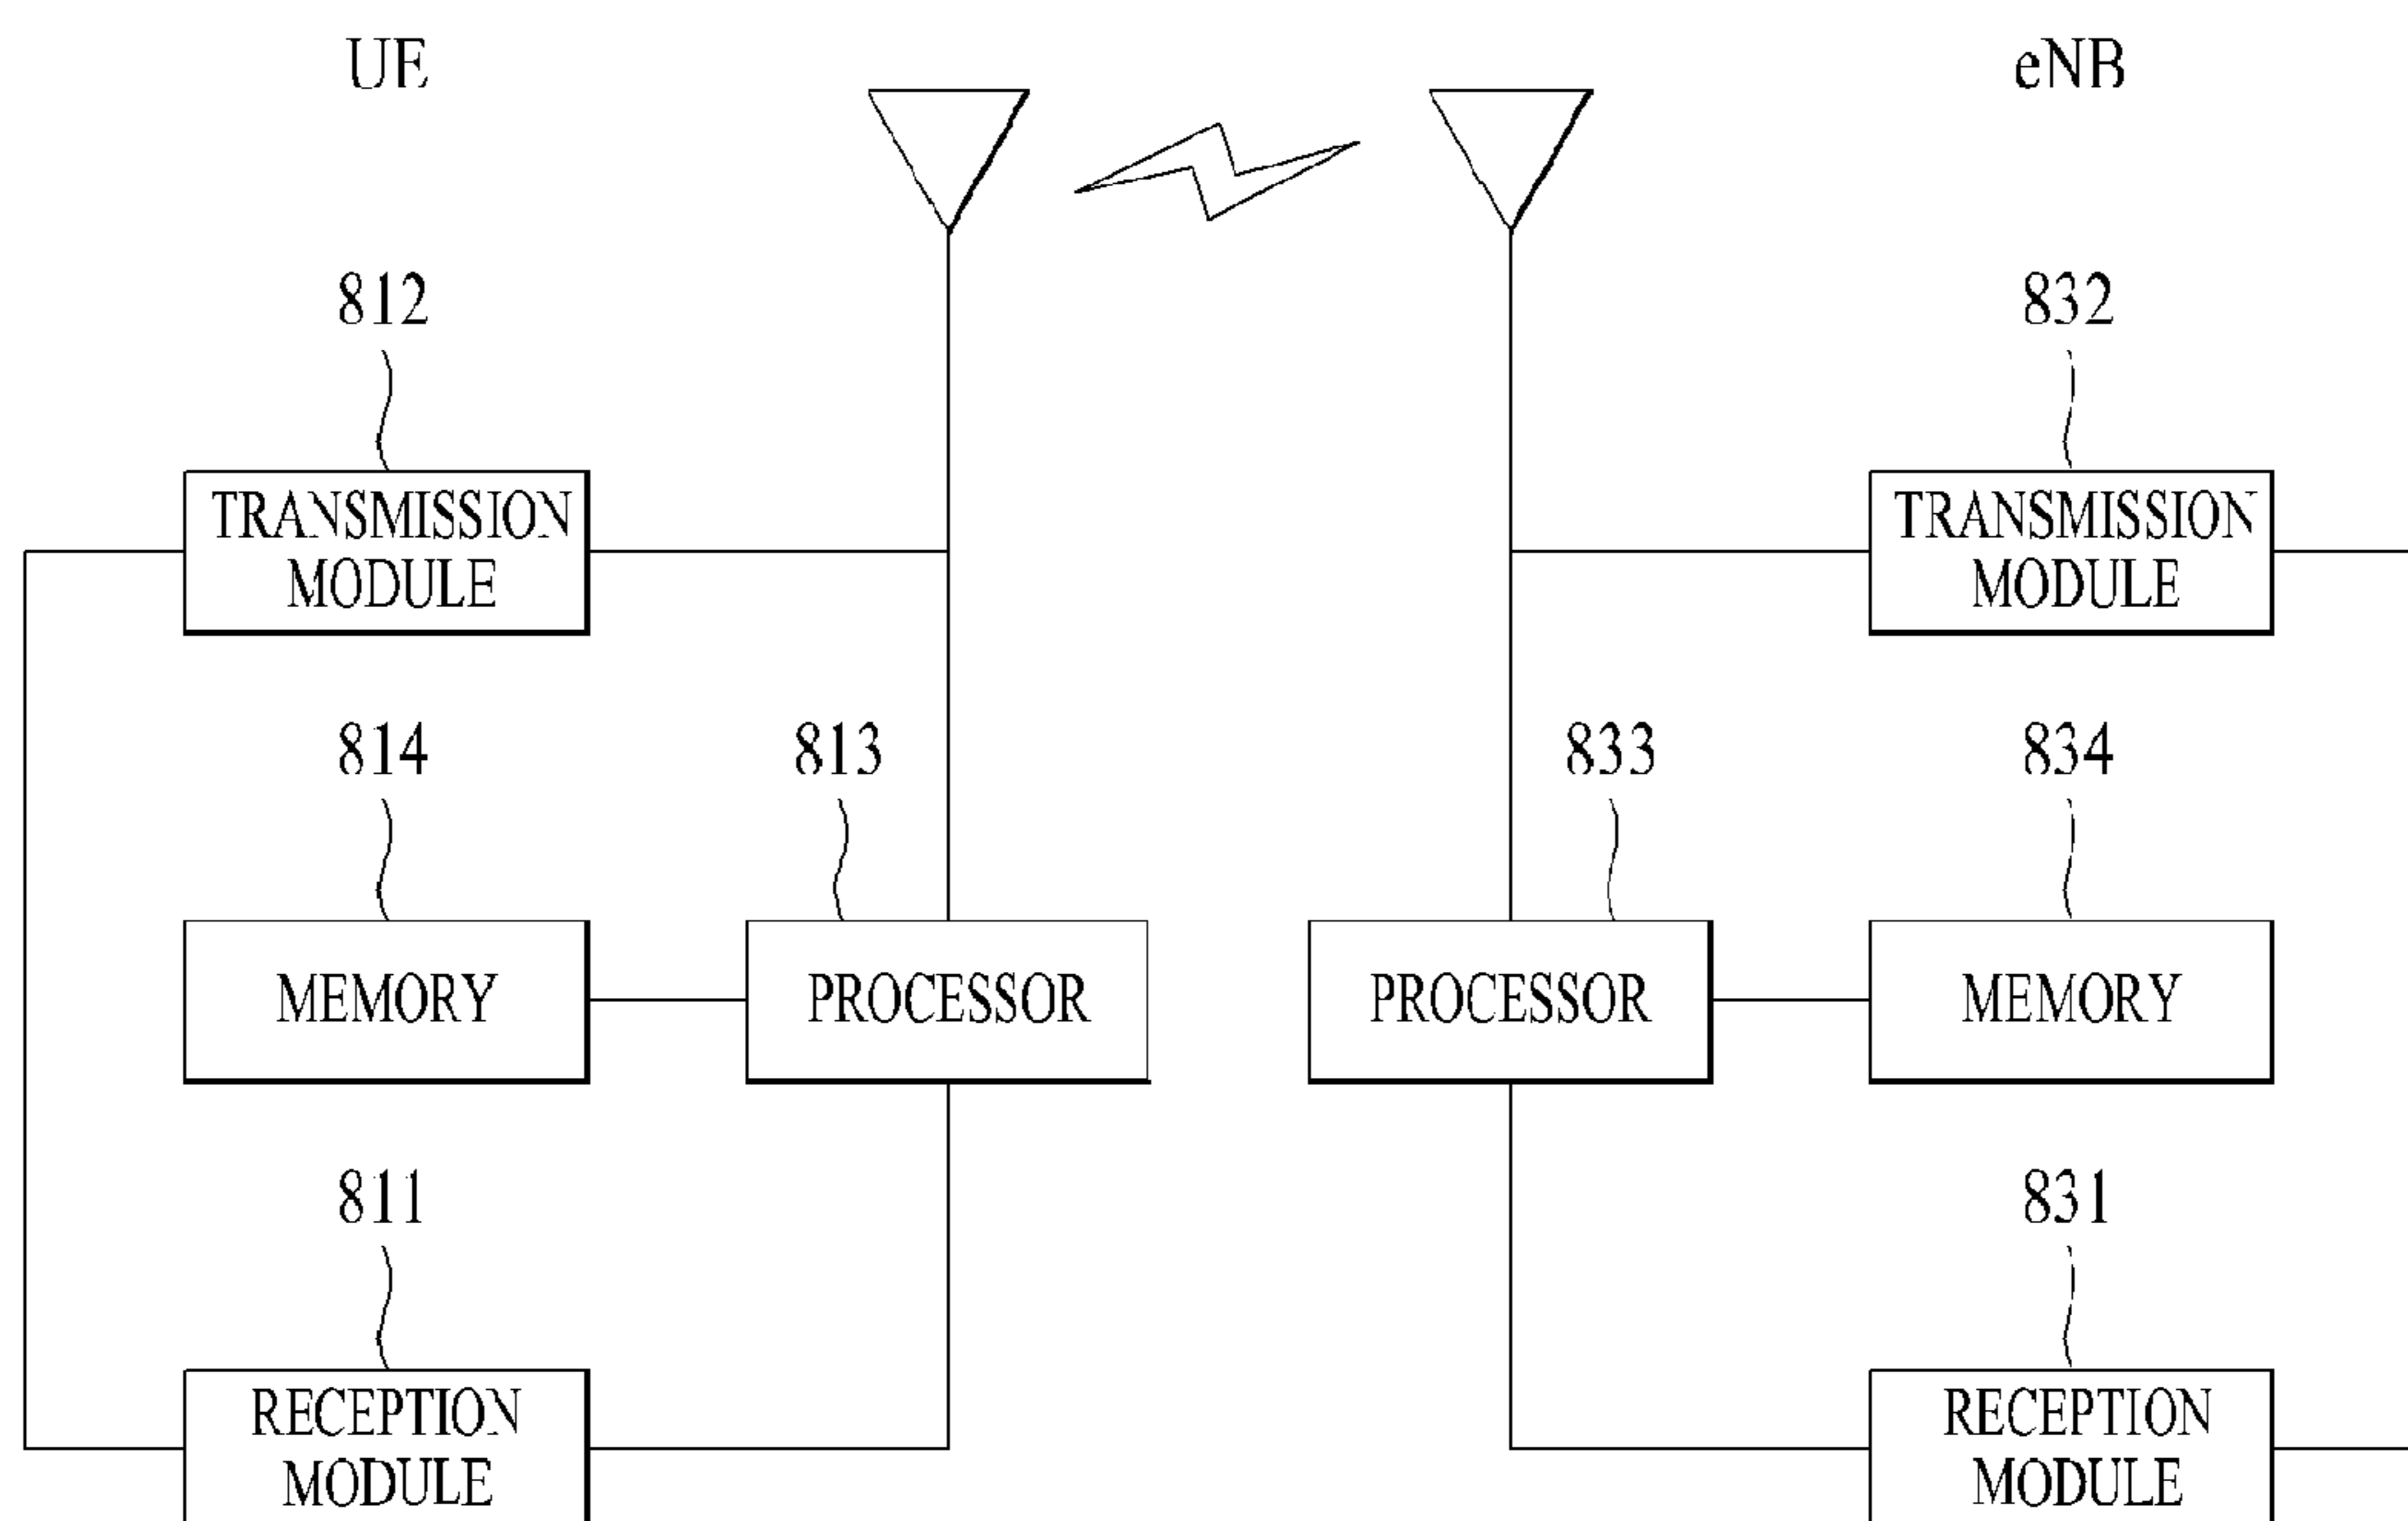 UE
eNB
812
832
TRANSMISSION
MODULE
TRANSMISSION
MODULE
814
813
833
834
MEMORY
PROCESSOR
PROCESSOR
MEMORY
811
831
RECEPTION
MODULE
RECEPTION
MODULE